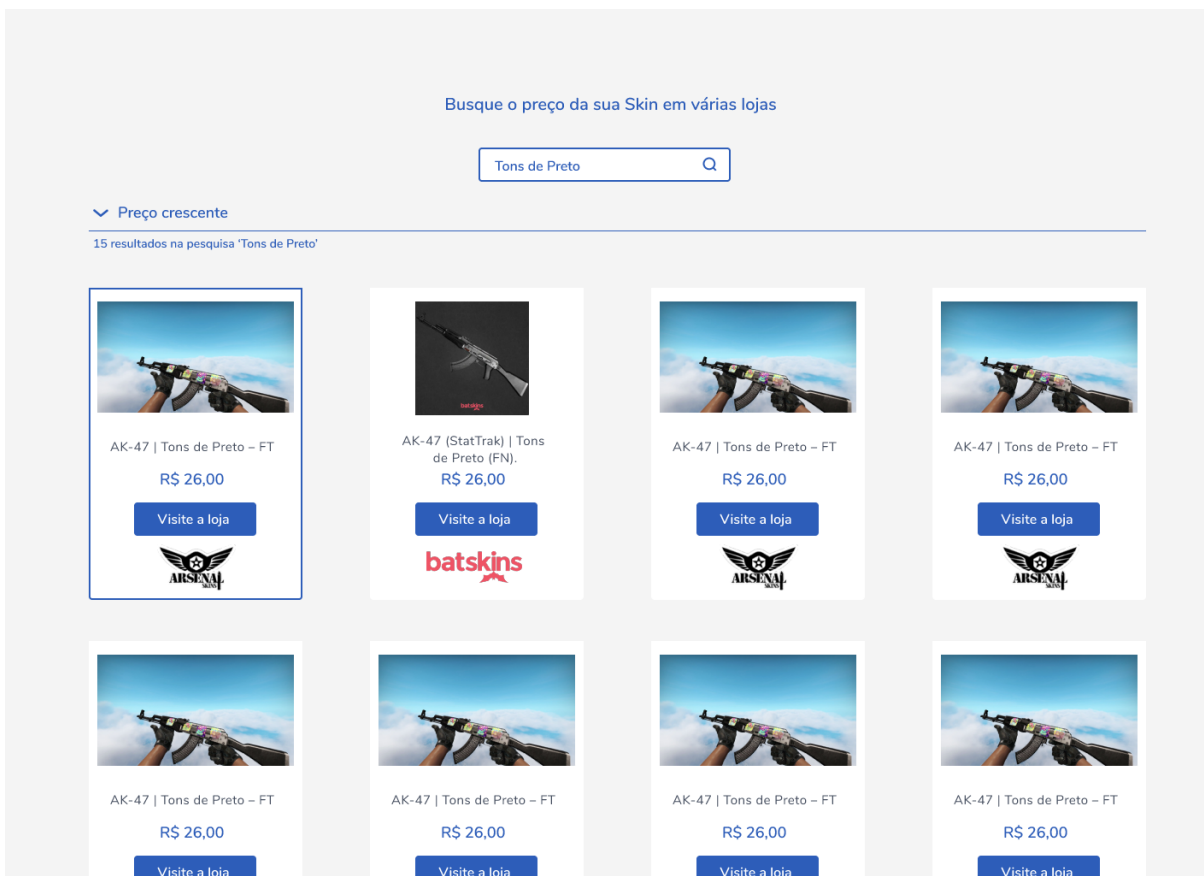 Busque o preço da sua Skin em várias lojas
Tons de Preto
Preço crescente
15 resultados na pesquisa ‘Tons de Preto’
batskins
AK-47 | Tons de Preto – FT
R$ 26,00
Visite a loja
ARSENAL
SKINS
AK-47 (StatTrak) | Tons
de Preto (FN).
R$ 26,00
Visite a loja
batskins
AK-47 | Tons de Preto – FT
R$ 26,00
Visite a loja
ARSENAL
SKINS
AK-47 | Tons de Preto – FT
R$ 26,00
Visite a loja
ARSENAL
SKINS
AK-47 | Tons de Preto – FT
R$ 26,00
Visite a loja
AK-47 | Tons de Preto – FT
R$ 26,00
Visite a loja
AK-47 | Tons de Preto – FT
R$ 26,00
Visite a loja
AK-47 | Tons de Preto – FT
R$ 26,00
Visite a loja